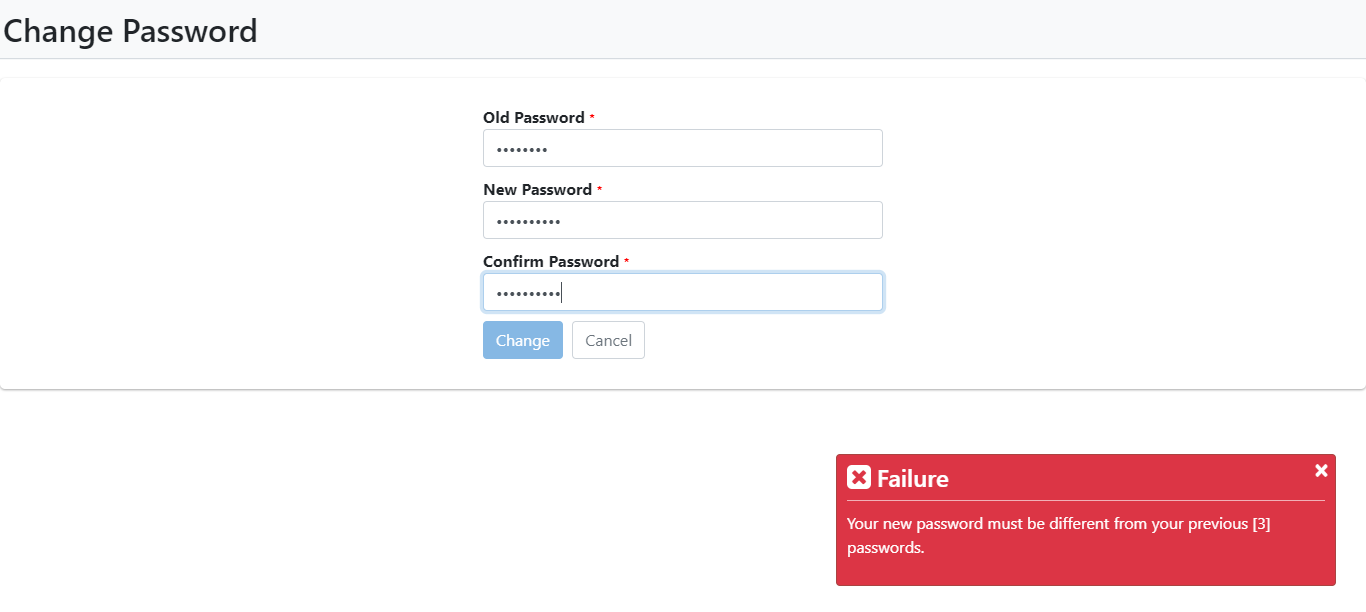 Change Password
Old Password *
••••••••
New Password *
••••••••••
Confirm Password *
••••••••••
Change Cancel
Failure
Your new password must be different from your previous [3]
passwords.